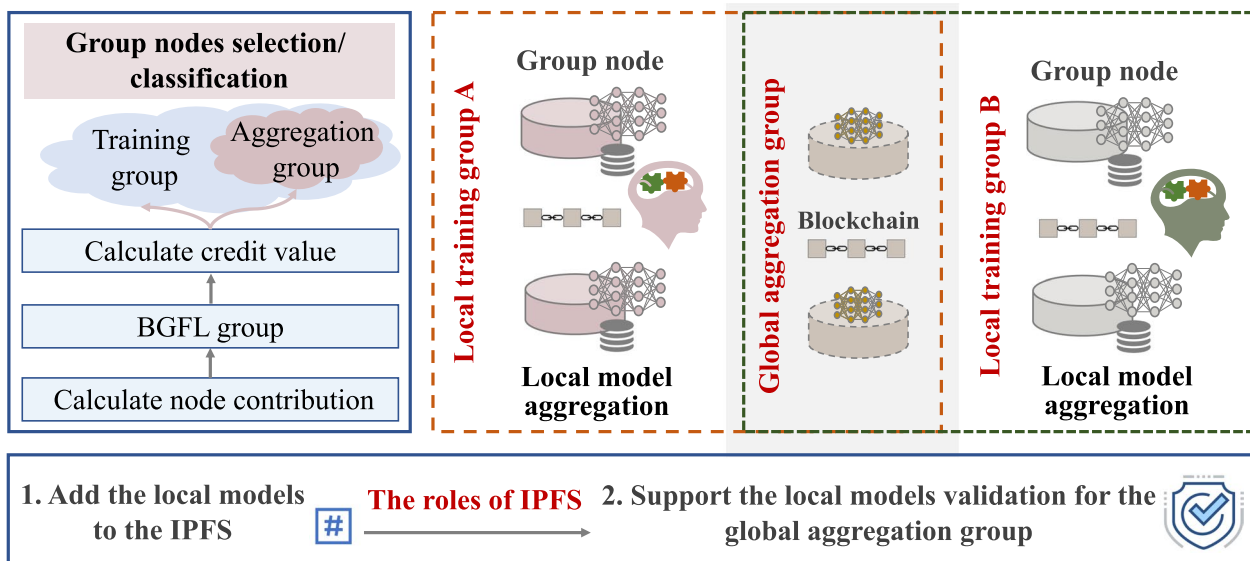 Group nodes selection/
classification
Training
group
Aggregation
group
Calculate credit value
BGFL group
Calculate node contribution
Local training group A
Group node
Local model
aggregation
Global aggregation group
Blockchain
Local training group B
Group node
Local model
aggregation
1. Add the local models
to the IPFS
#
The roles of IPFS
2. Support the local models validation for the
global aggregation group